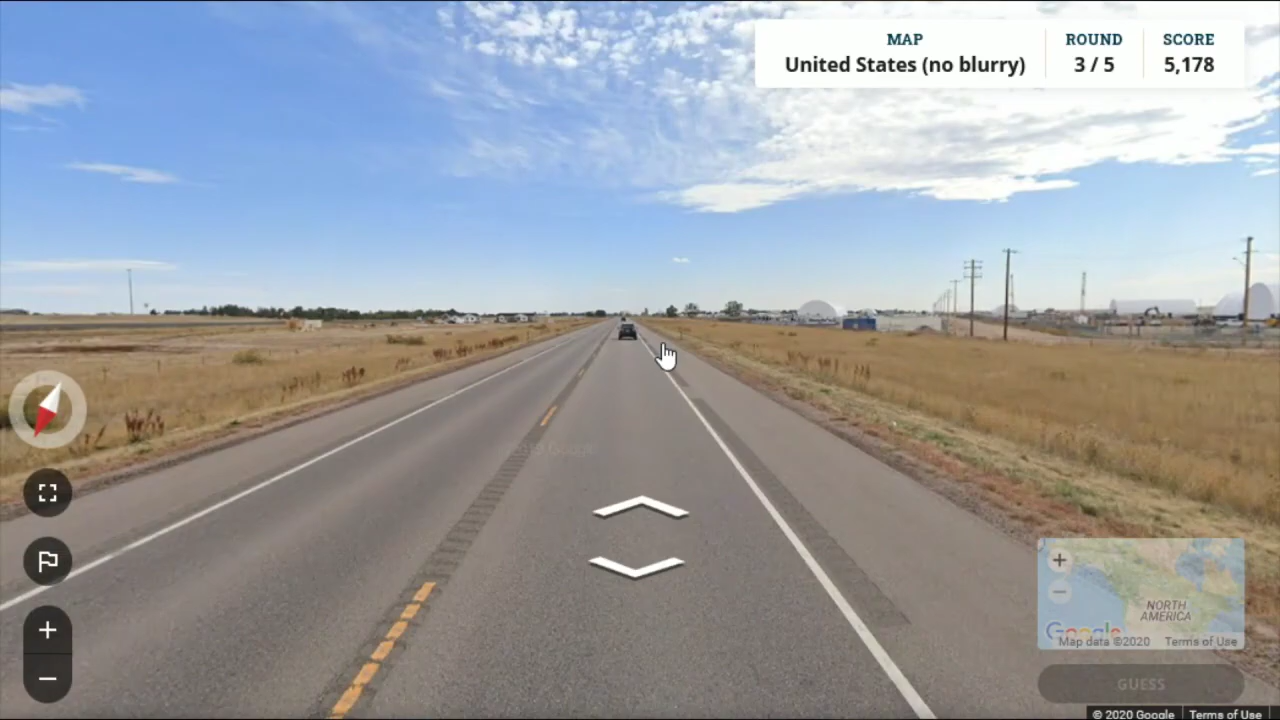 MAP
United States (no blurry)
ROUND
3 / 5
SCORE
5,178
NORTH
AMERICA
Google
Map data ©2020 Terms of Use
GUESS
© 2020 Google Terms of Use